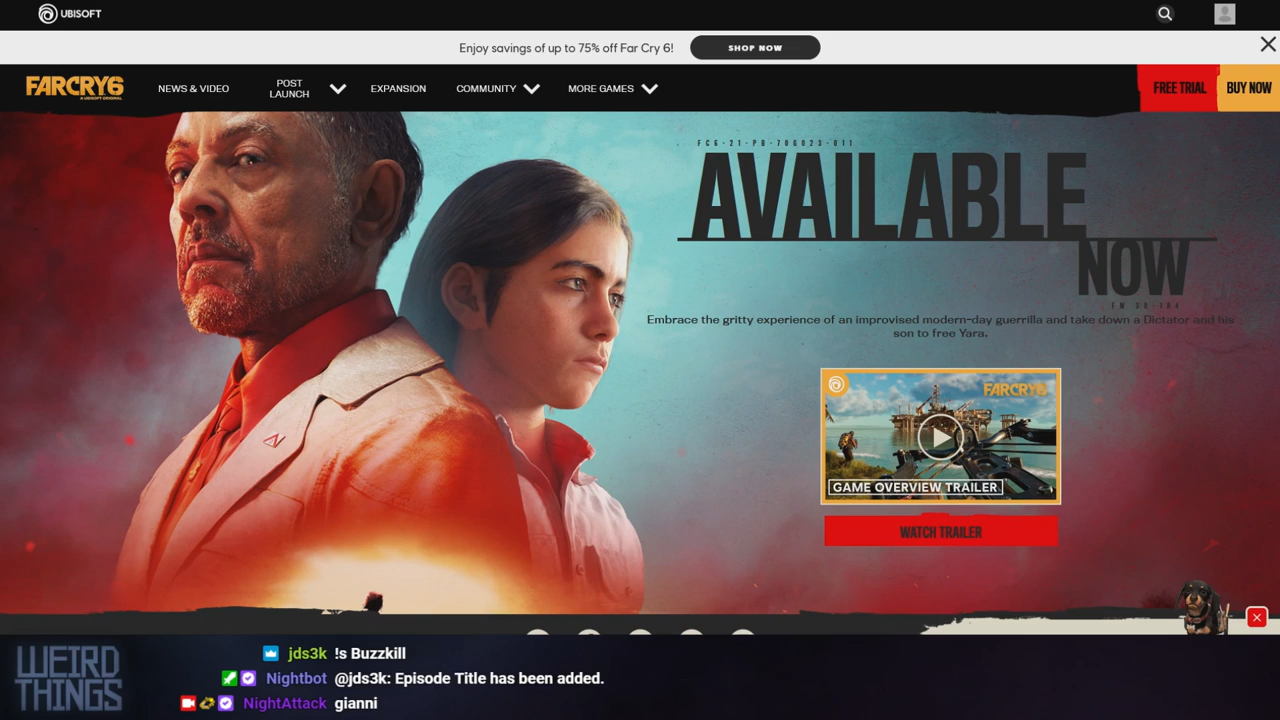 UBISOFT
Enjoy savings of up to 75% off Far Cry 6!
SHOP NOW
FARCRY6
A UBISOFT ORIGINAL
NEWS & VIDEO
POST
LAUNCH
EXPANSION
COMMUNITY
MORE GAMES
FREE TRIAL
BUY NOW
AVAILABLE
NOW
Embrace the gritty experience of an improvised modern-day guerrilla and take down a Dictator and his
son to free Yara.
FARCRY6
GAME OVERVIEW TRAILER
WATCH TRAILER
WEIRD
THINGS
jds3k !s Buzzkill
Nightbot @jds3k: Episode Title has been added.
NightAttack gianni